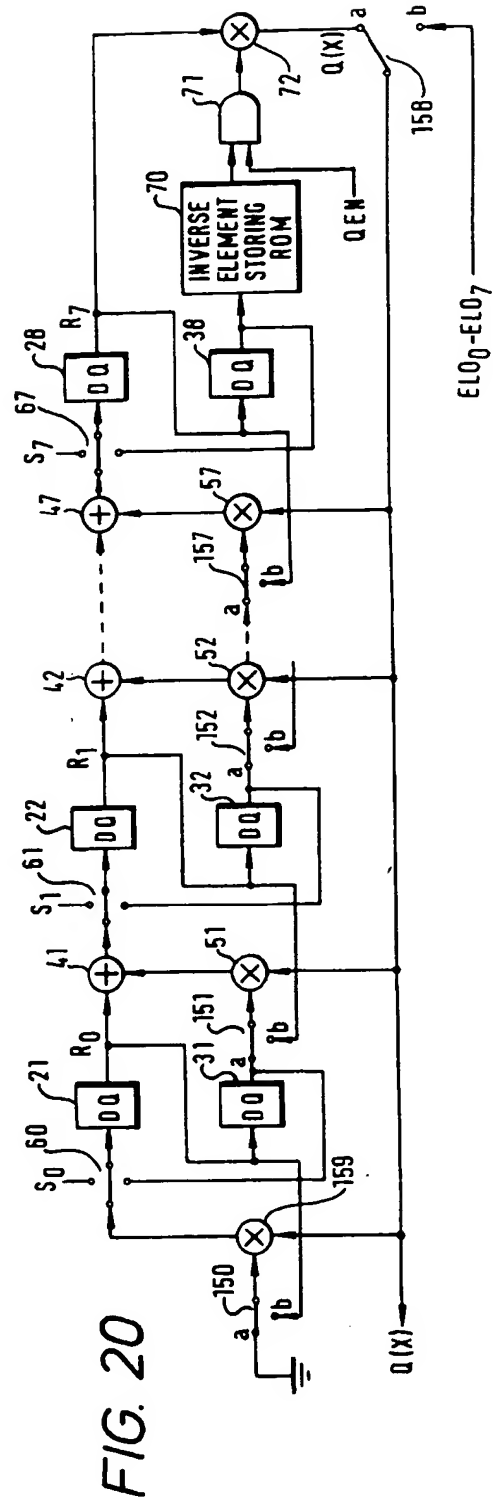 FIG. 20
S0
60
21
DQ
R0
41
S1
61
22
DQ
R1
42
47
S7
67
28
DQ
R7
70
INVERSE
ELEMENT
STORING
ROM
71
72
QEN
38
DQ
Q(X)
a
b
158
ELO0-ELO7
150
a
b
159
31
DQ
a
151
b
51
32
DQ
a
152
b
52
a
157
b
57
Q(X)